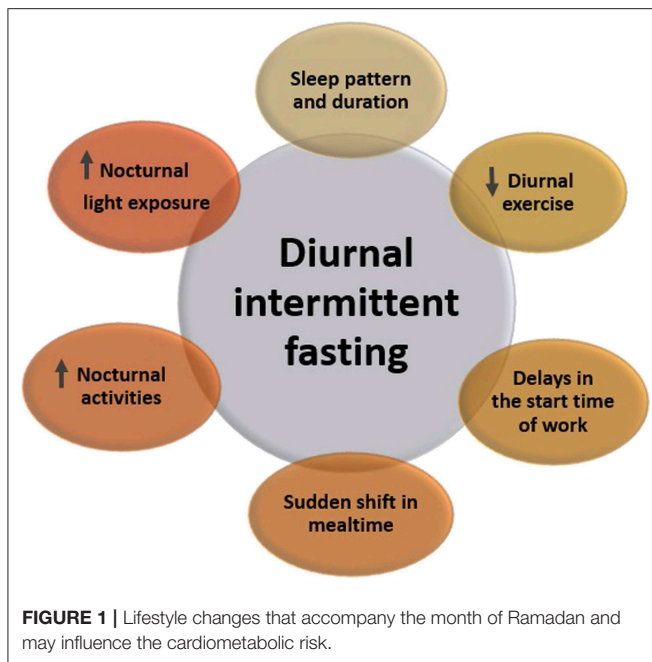 Sleep pattern
and duration
↑ Nocturnal
light exposure
↓ Diurnal
exercise
Diurnal
intermittent
fasting
↑ Nocturnal
activities
Delays in
the start time
of work
Sudden shift in
mealtime
FIGURE 1 | Lifestyle changes that accompany the month of Ramadan and
may influence the cardiometabolic risk.